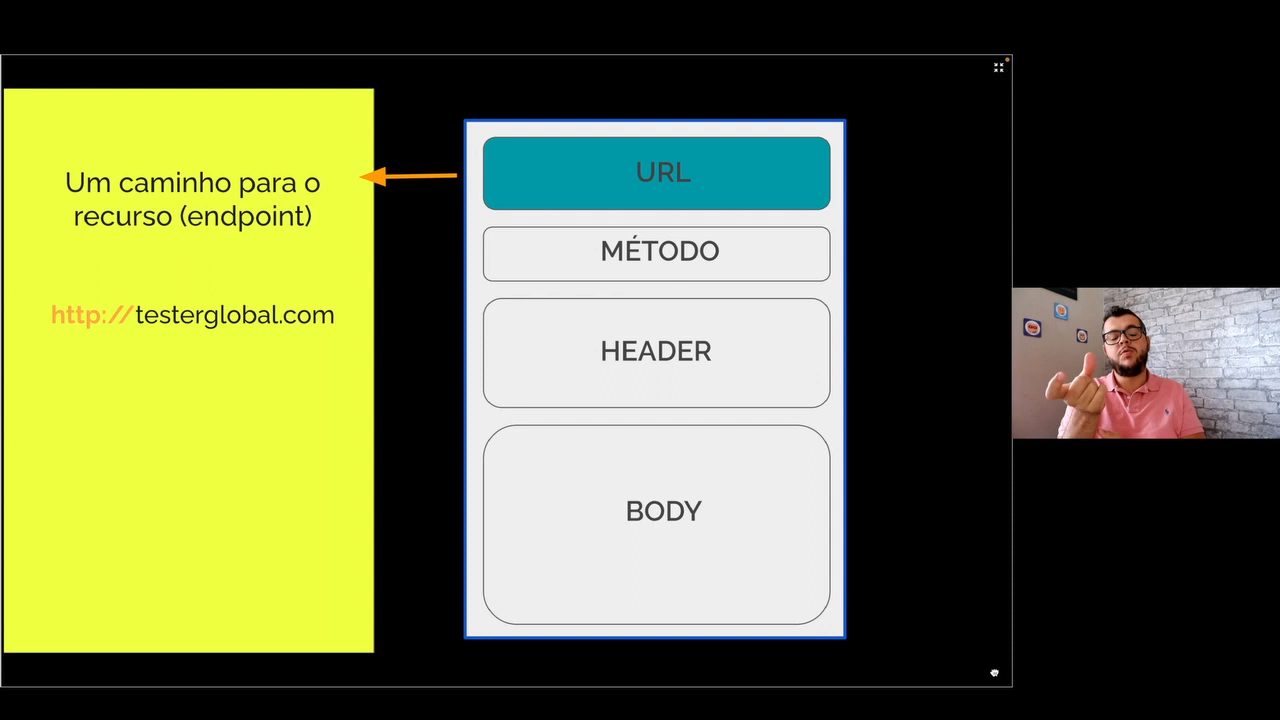 Um caminho para o
recurso (endpoint)
http://testerglobal.com
URL
MÉTODO
HEADER
BODY